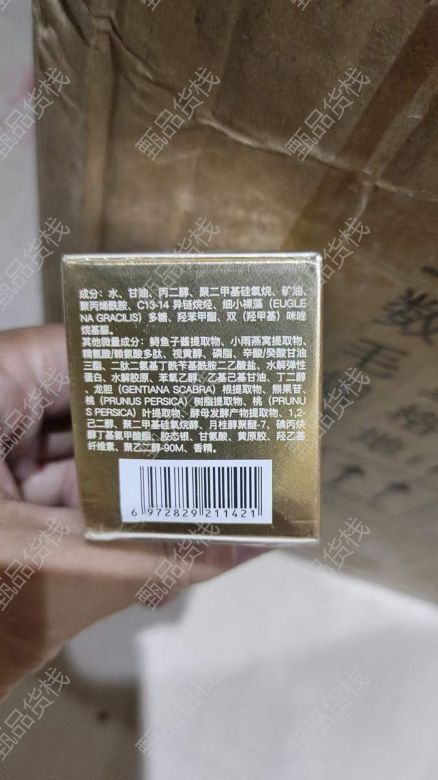 成分：水、甘油、丙二醇、聚二甲基硅氧烷、矿油、
聚丙烯酰胺、C13-14 异链烷烃、细小裸藻（EUGLE
NA GRACILIS）多糖、羟苯甲酯、双（羟甲基）咪唑
烷基脲。
其他微量成分：鲟鱼子酱提取物、小雨燕窝提取物、
精氨酸/赖氨酸多肽、视黄醇、磷脂、辛酸/癸酸甘油
三酯、二肽二氨基丁酰苄基酰胺二乙酸盐、水解弹性
蛋白、水解胶原、苯氧乙醇、乙基己基甘油、丁二醇
、龙胆（GENTIANA SCABRA）根提取物、熊果苷、
桃（PRUNUS PERSICA）树脂提取物、桃（PRUNU
S PERSICA）叶提取物、酵母发酵产物提取物、1,2-
己二醇、聚二甲基硅氧烷醇、月桂醇聚醚-7、碘丙炔
醇丁基氨甲酸酯、胶态银、甘氨酸、黄原胶、羟乙基
纤维素、聚乙二醇-90M、香精。
6 972829 211421
数
甄品货栈